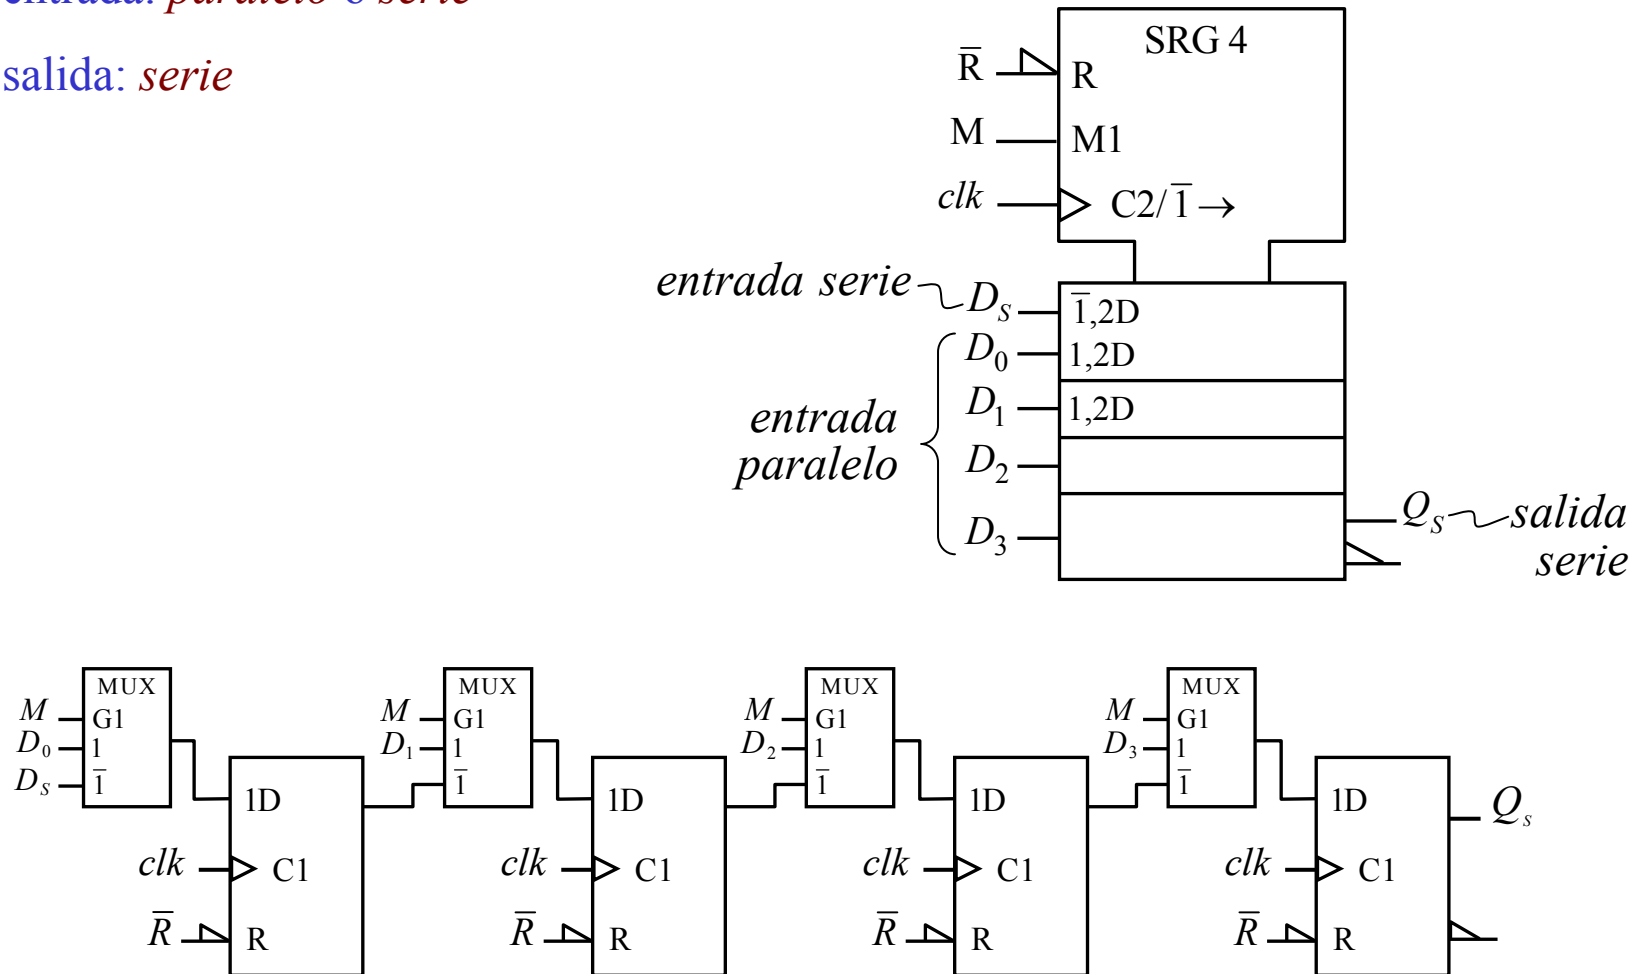 entrada: paralelo o serie
salida: serie
SRG 4
R̅ R
M M1
clk C2/1̅ →
entrada serie D_S 1̅,2D
D_0 1,2D
entrada paralelo
D_1 1,2D
D_2
D_3
Q_S salida serie
MUX MUX MUX MUX
M G1 M G1 M G1 M G1
D_0 1 D_1 1 D_2 1 D_3 1
D_S 1̅ 1̅ 1̅ 1̅
1D 1D 1D 1D Q_s
clk C1 clk C1 clk C1 clk C1
R̅ R R̅ R R̅ R R̅ R